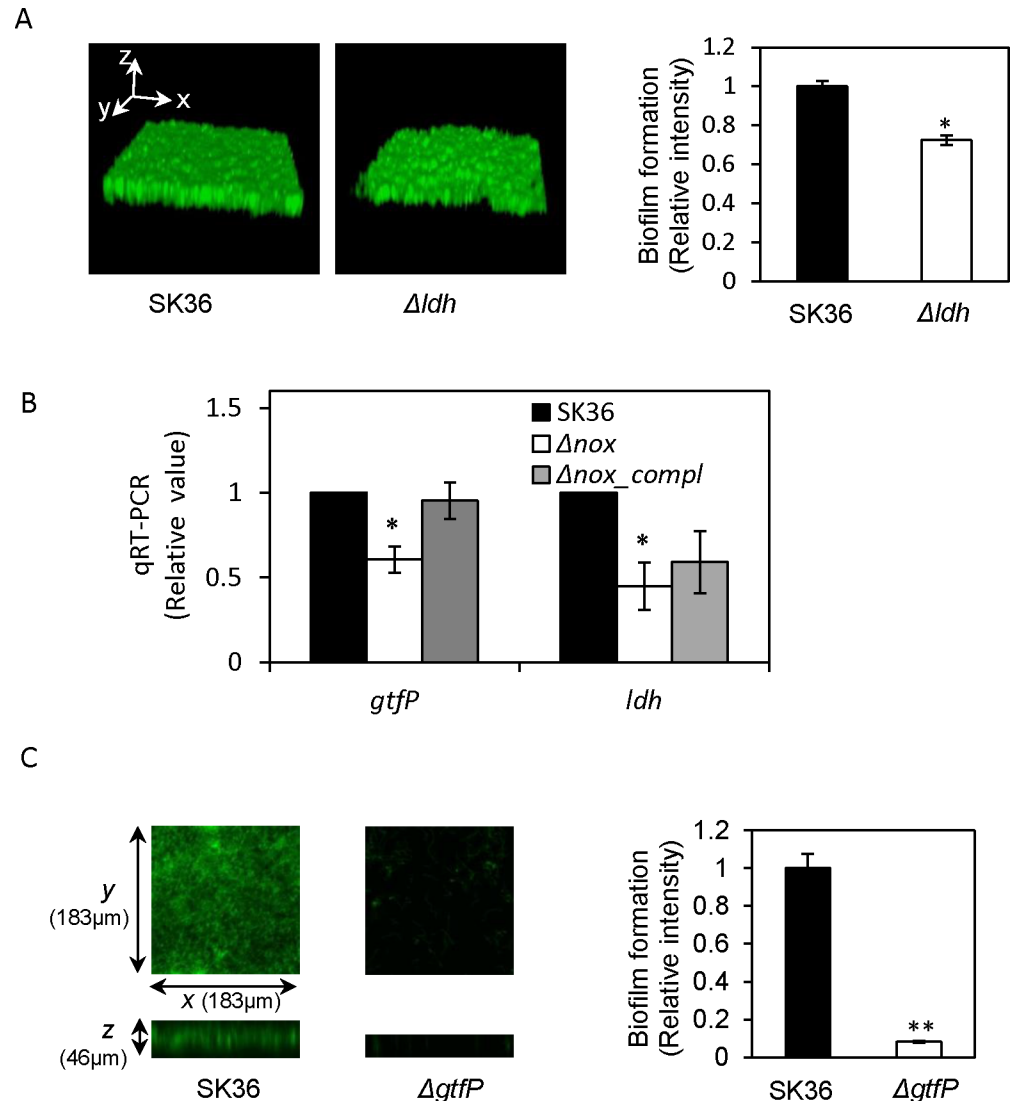 A
z
y
x
SK36
Δldh
Biofilm formation
(Relative intensity)
1.2
1
0.8
0.6
0.4
0.2
0
*
SK36
Δldh
B
qRT-PCR
(Relative value)
1.5
1
0.5
0
SK36
Δnox
Δnox_compl
*
*
gtfP
ldh
C
y
(183µm)
x (183µm)
z
(46µm)
SK36
ΔgtfP
Biofilm formation
(Relative intensity)
1.2
1
0.8
0.6
0.4
0.2
0
**
SK36
ΔgtfP